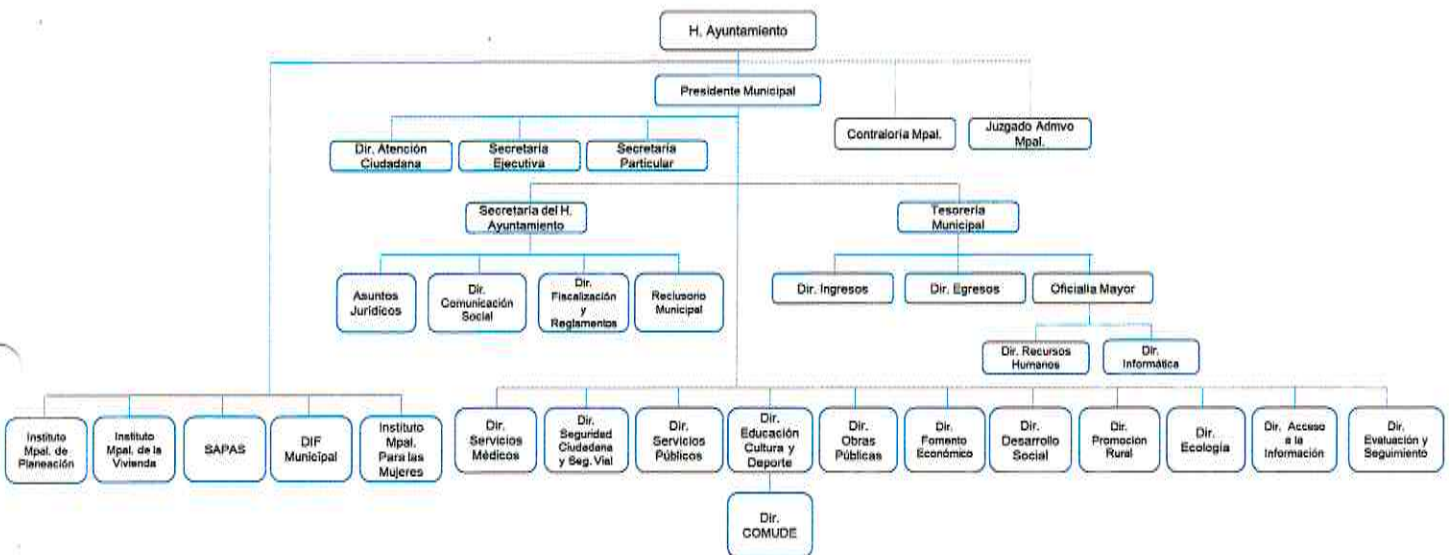 H. Ayuntamiento
Presidente Municipal
Contraloría Mpal.
Juzgado Admvo
Mpal.
Dir. Atención
Ciudadana
Secretaría
Ejecutiva
Secretaría
Particular
Secretaría del H.
Ayuntamiento
Tesorería
Municipal
Asuntos
Jurídicos
Dir.
Comunicación
Social
Dir.
Fiscalización
y
Reglamentos
Reclusorio
Municipal
Dir. Ingresos
Dir. Egresos
Oficialía Mayor
Dir. Recursos
Humanos
Dir.
Informática
Instituto
Mpal. de
Planeación
Instituto
Mpal. de la
Vivienda
SAPAS
DIF
Municipal
Instituto
Mpal.
Para las
Mujeres
Dir.
Servicios
Médicos
Dir.
Seguridad
Ciudadana
y Seg. Vial
Dir.
Servicios
Públicos
Dir.
Educación
Cultura y
Deporte
Dir.
Obras
Públicas
Dir.
Fomento
Económico
Dir.
Desarrollo
Social
Dir.
Promoción
Rural
Dir.
Ecología
Dir. Acceso
a la
Información
Dir.
Evaluación y
Seguimiento
Dir.
COMUDE